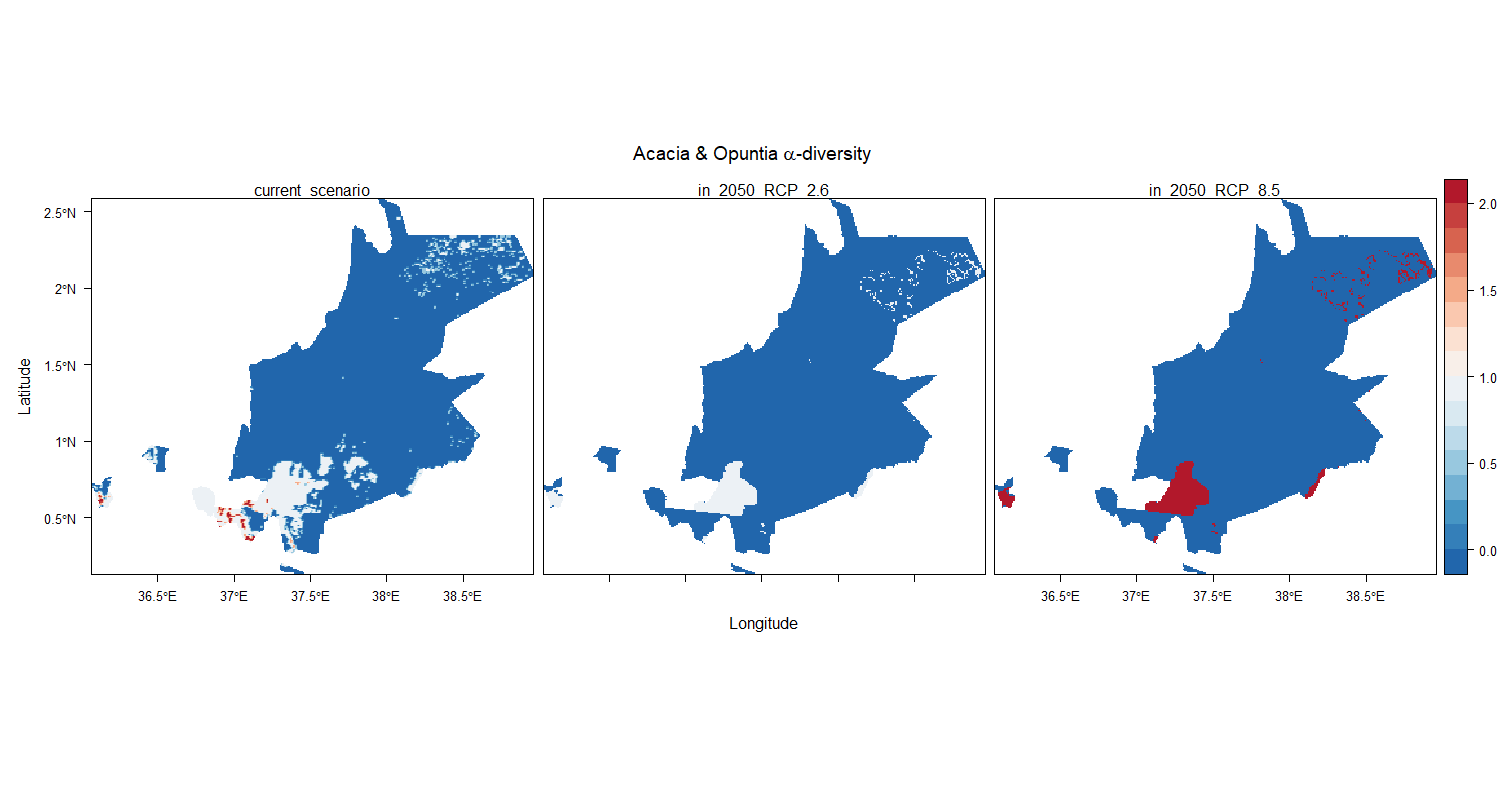 Acacia & Opuntia α-diversity
current_scenario
in_2050_RCP_2.6
in_2050_RCP_8.5
2.5°N
2°N
1.5°N
1°N
0.5°N
Latitude
36.5°E 37°E 37.5°E 38°E 38.5°E
36.5°E 37°E 37.5°E 38°E 38.5°E
Longitude
2.0
1.5
1.0
0.5
0.0